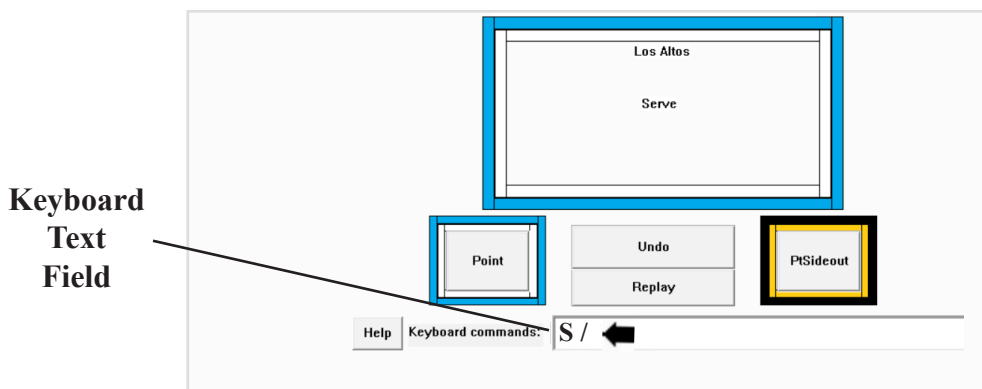 Los Altos
Serve
Keyboard
Text
Field
Point
Undo
Replay
PtSideout
Help
Keyboard commands:
S /